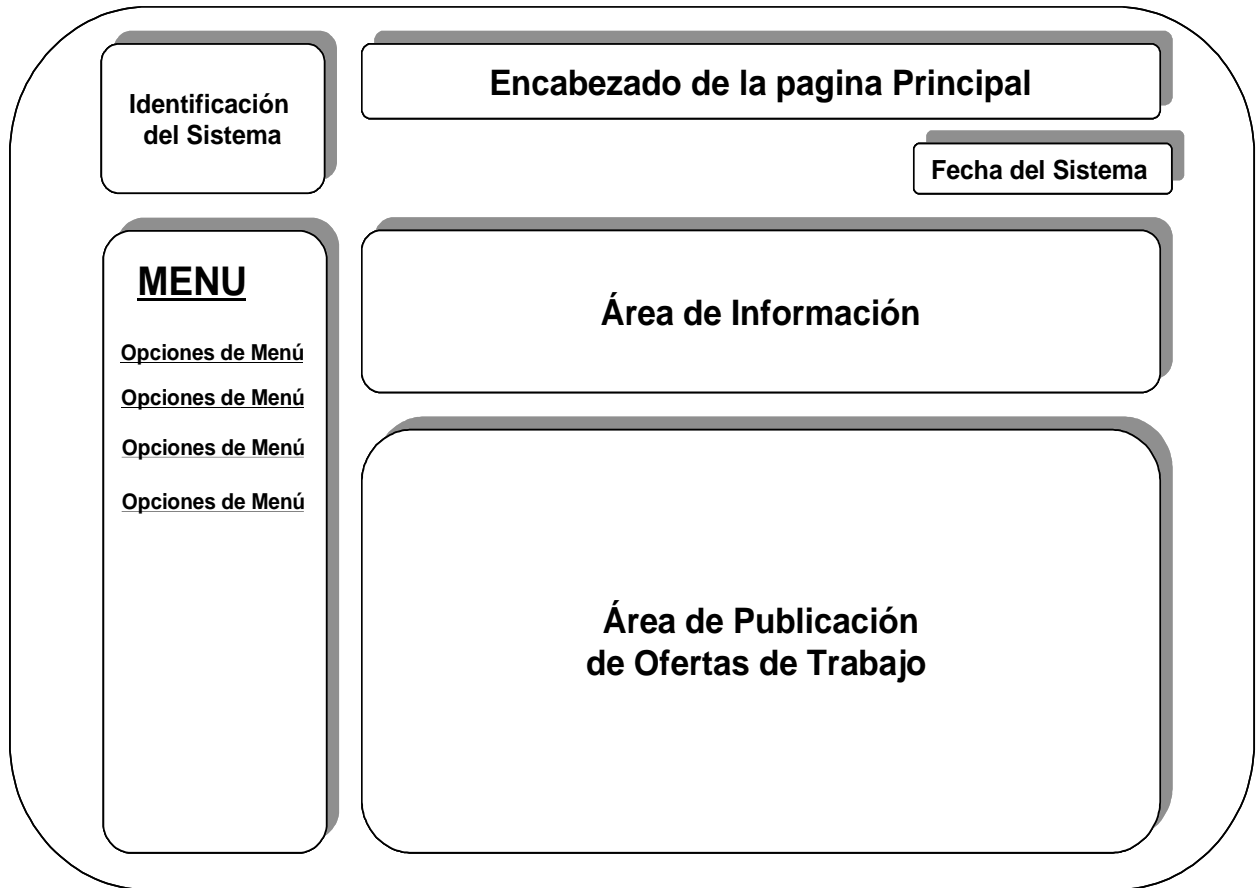 Identificación
del Sistema
Encabezado de la pagina Principal
Fecha del Sistema
MENU
Opciones de Menú
Opciones de Menú
Opciones de Menú
Opciones de Menú
Área de Información
Área de Publicación
de Ofertas de Trabajo